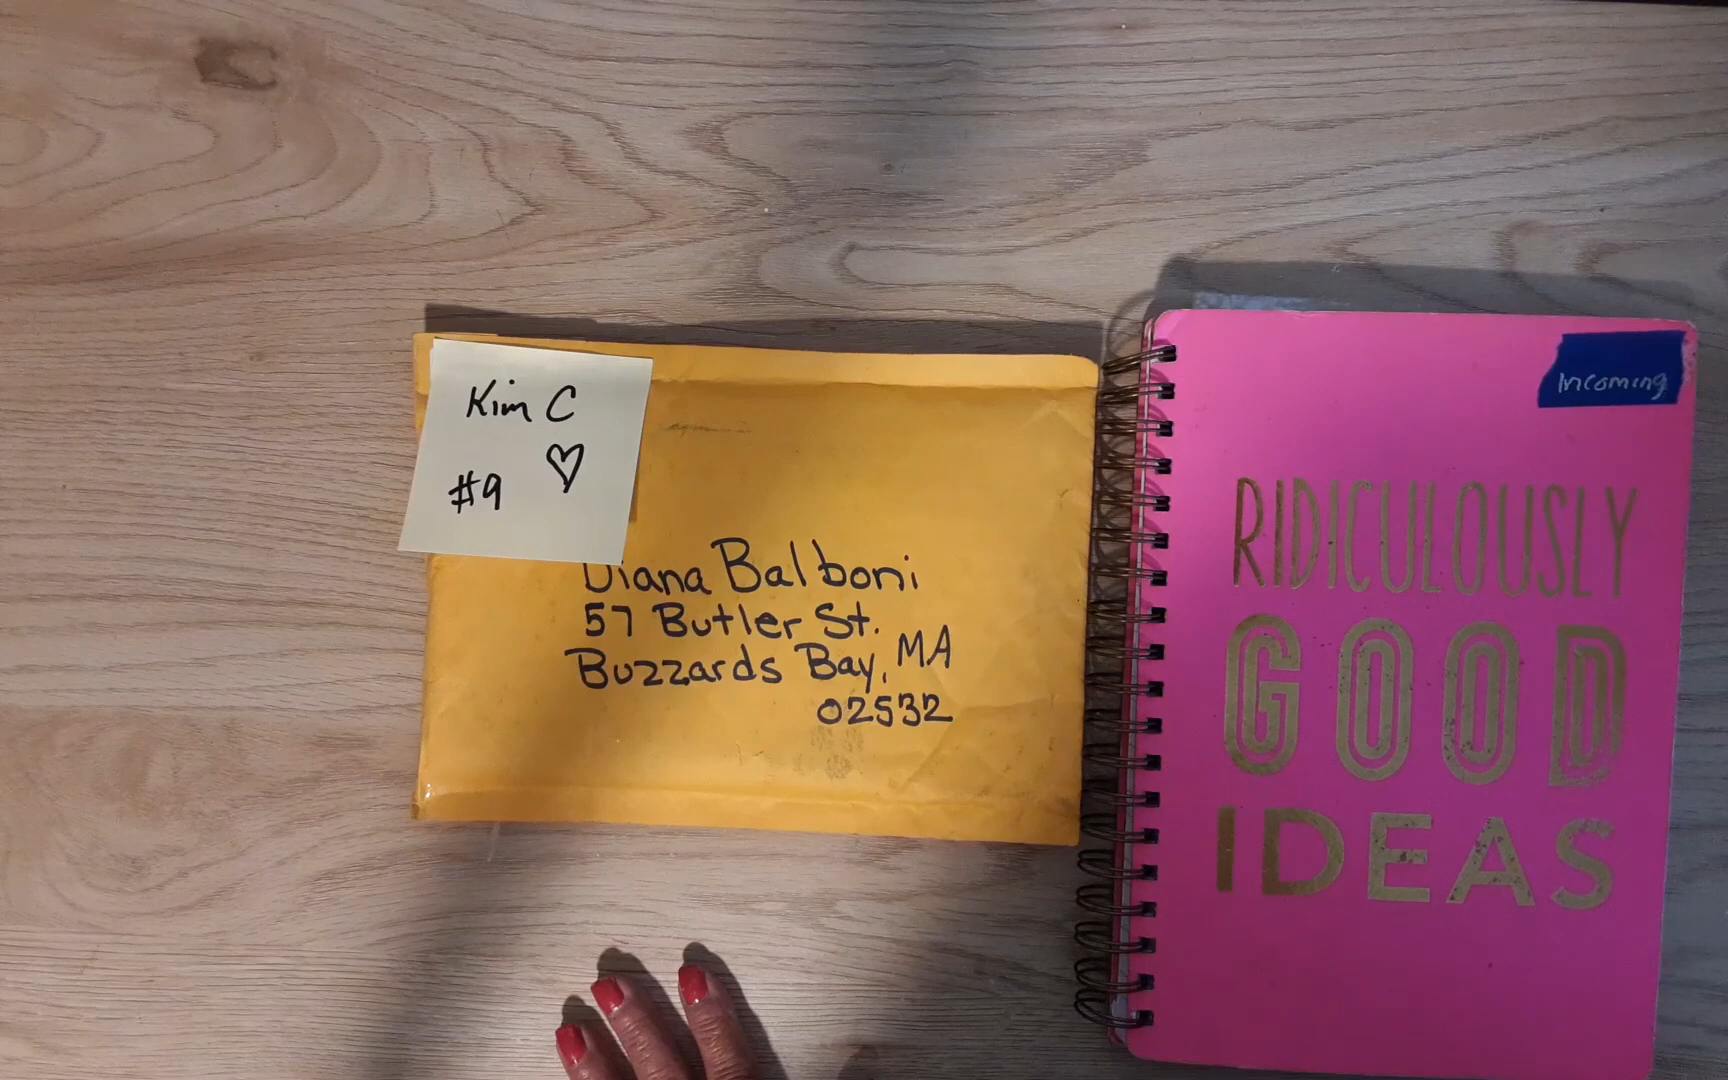 Kim C
♡
#9
Diana Balboni
57 Butler St.
Buzzards Bay, MA
02532
Incoming
RIDICULOUSLY
GOOD
IDEAS